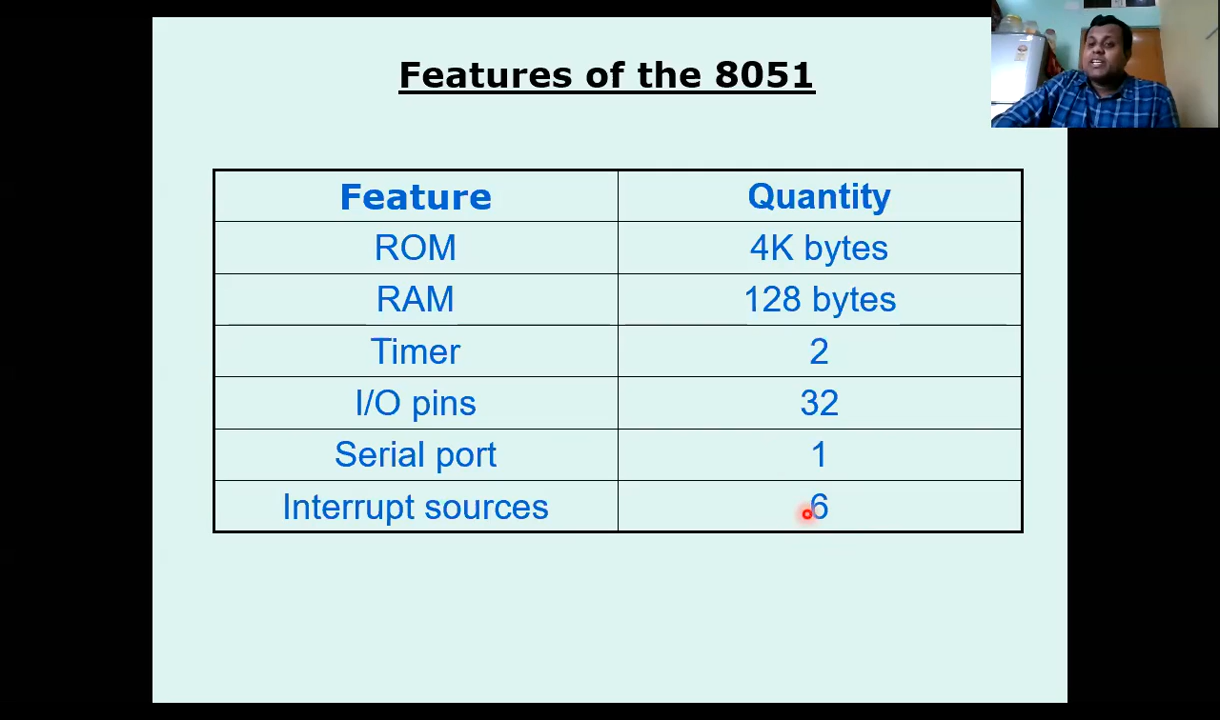 Features of the 8051
Feature Quantity
ROM 4K bytes
RAM 128 bytes
Timer 2
I/O pins 32
Serial port 1
Interrupt sources 6